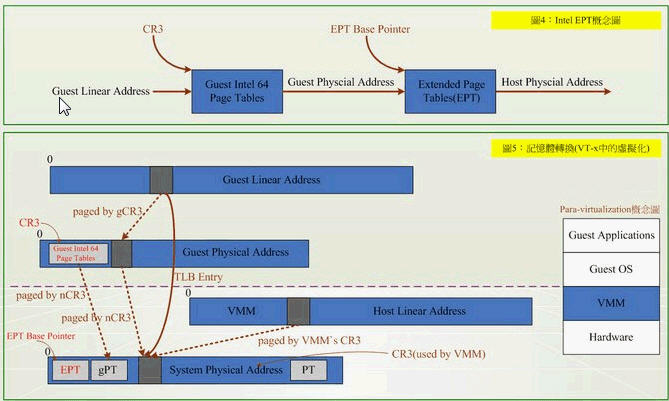 圖4：Intel EPT概念圖
CR3
EPT Base Pointer
Guest Linear Address
Guest Intel 64
Page Tables
Guest Physcial Address
Extended Page
Tables(EPT)
Host Physcial Address
圖5：記憶體轉換(VT-x中的虛擬化)
0
Guest Linear Address
paged by gCR3
Para-virtualization概念圖
CR3
0
Guest Intel 64
Page Tables
Guest Physical Address
Guest Applications
Guest OS
VMM
Hardware
TLB Entry
paged by nCR3
0
VMM
Host Linear Address
paged by nCR3
paged by VMM`s CR3
EPT Base Pointer
0
CR3(used by VMM)
EPT
gPT
System Physical Address
PT